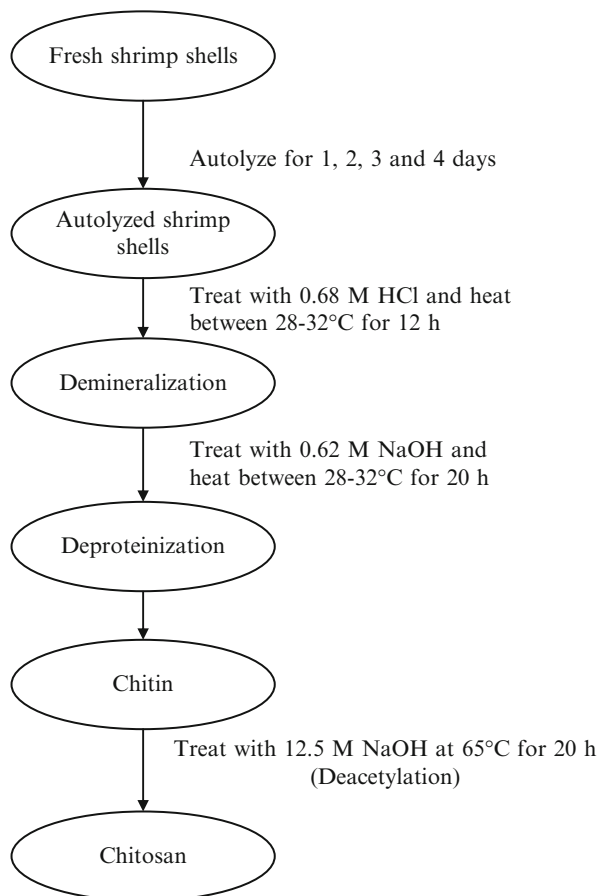 Fresh shrimp shells
Autolyze for 1, 2, 3 and 4 days
Autolyzed shrimp
shells
Treat with 0.68 M HCl and heat
between 28-32°C for 12 h
Demineralization
Treat with 0.62 M NaOH and
heat between 28-32°C for 20 h
Deproteinization
Chitin
Treat with 12.5 M NaOH at 65°C for 20 h
(Deacetylation)
Chitosan